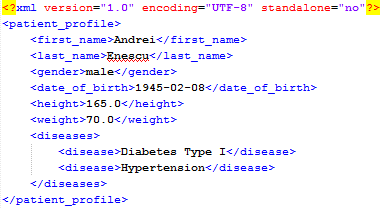 <?xml version="1.0" encoding="UTF-8" standalone="no"?>
<patient_profile>
<first_name>Andrei</first_name>
<last_name>Enescu</last_name>
<gender>male</gender>
<date_of_birth>1945-02-08</date_of_birth>
<height>165.0</height>
<weight>70.0</weight>
<diseases>
<disease>Diabetes Type I</disease>
<disease>Hypertension</disease>
</diseases>
</patient_profile>